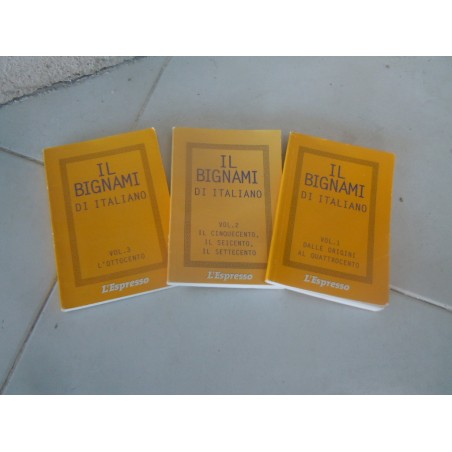 IL
BIGNAMI
DI ITALIANO
VOL.3
L'OTTOCENTO
L'Espresso
IL
BIGNAMI
DI ITALIANO
VOL.2
IL CINQUECENTO,
IL SEICENTO,
IL SETTECENTO
L'Espresso
IL
BIGNAMI
DI ITALIANO
VOL.1
DALLE ORIGINI
AL QUATTROCENTO
L'Espresso